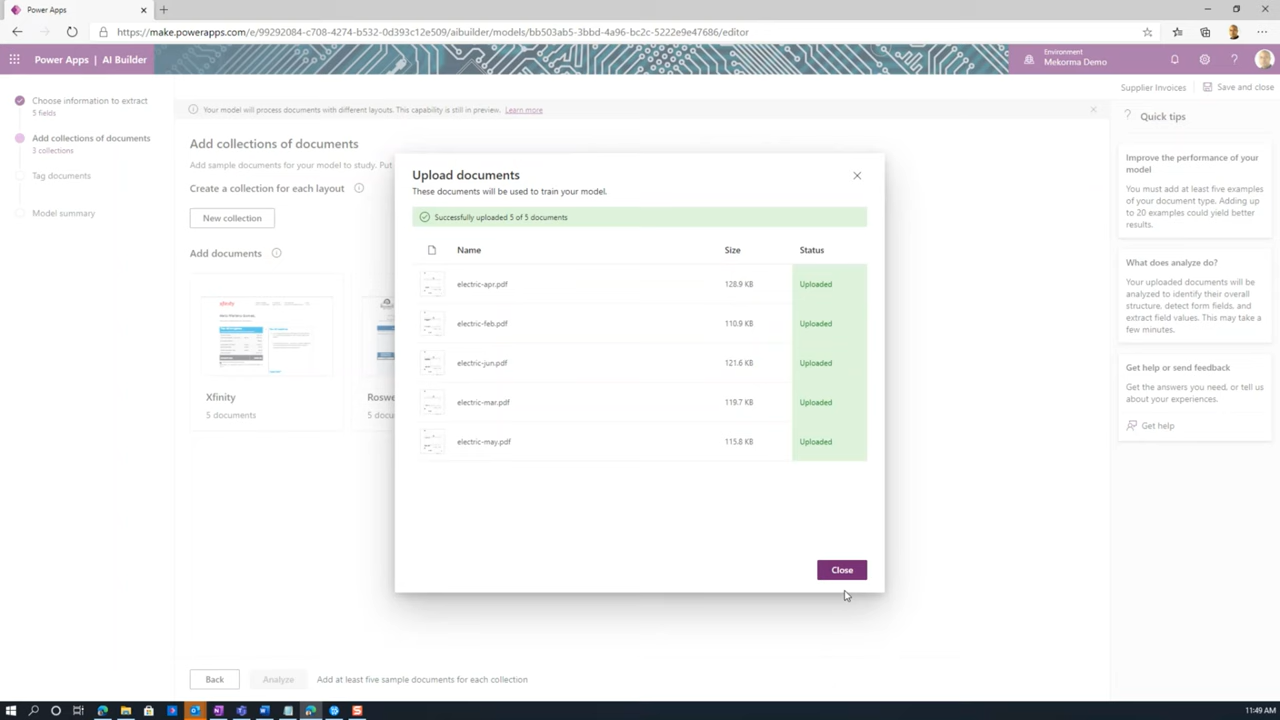 Power Apps
https://make.powerapps.com/e/99292084-c708-4274-b532-0d393c12e509/aibuilder/models/bb503ab5-3bbd-4a96-bc2c-5222e9e47686/editor
Power Apps | AI Builder
Environment
Mekorma Demo
Supplier Invoices
Save and close
Choose information to extract
5 fields
Add collections of documents
3 collections
Tag documents
Model summary
Your model will process documents with different layouts. This capability is still in preview. Learn more
Add collections of documents
Add sample documents for your model to study. Put
Create a collection for each layout
New collection
Add documents
xfinity
Xfinity
5 documents
Rosw
5 docu
Upload documents
These documents will be used to train your model.
Successfully uploaded 5 of 5 documents
Name Size Status
electric-apr.pdf 128.9 KB Uploaded
electric-feb.pdf 110.9 KB Uploaded
electric-jun.pdf 121.6 KB Uploaded
electric-mar.pdf 119.7 KB Uploaded
electric-may.pdf 115.8 KB Uploaded
Close
Quick tips
Improve the performance of your
model
You must add at least five examples
of your document type. Adding up
to 20 examples could yield better
results.
What does analyze do?
Your uploaded documents will be
analyzed to identify their overall
structure, detect form fields, and
extract field values. This may take a
few minutes.
Get help or send feedback
Get the answers you need, or tell us
about your experiences.
Get help
Back
Analyze
Add at least five sample documents for each collection
11:49 AM